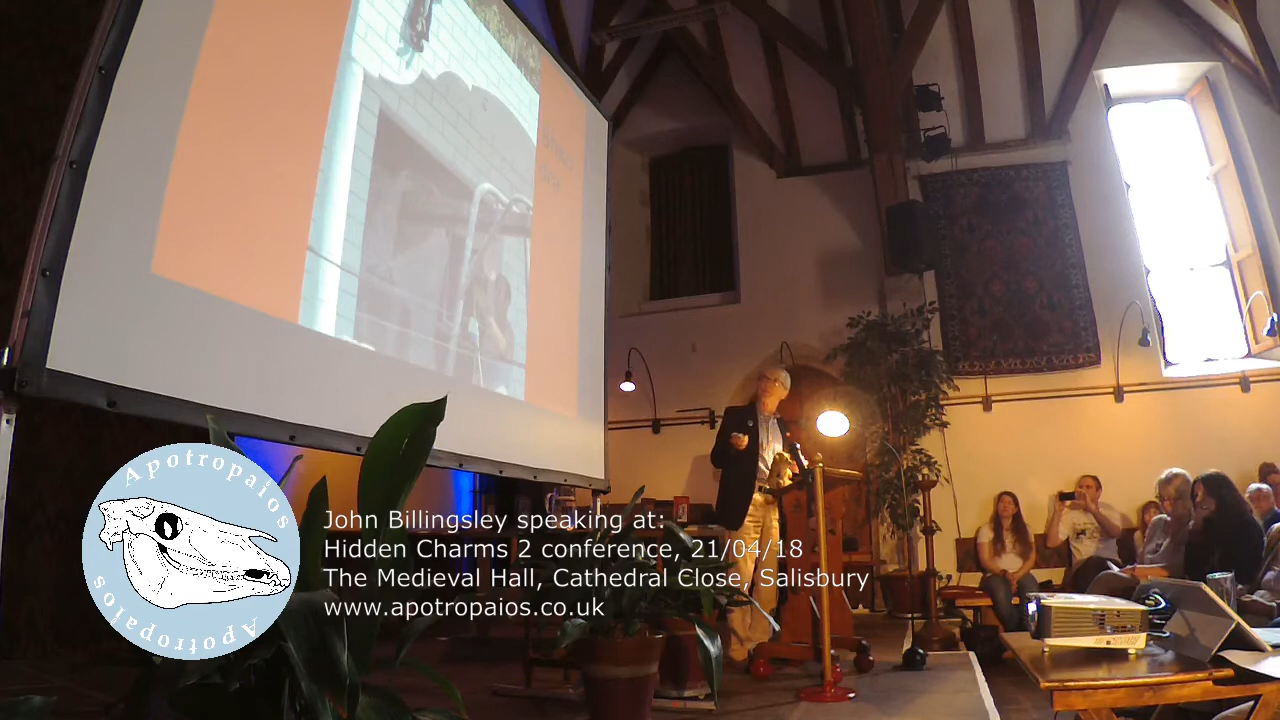 Apotropaios
Apotropaios
John Billingsley speaking at:
Hidden Charms 2 conference, 21/04/18
The Medieval Hall, Cathedral Close, Salisbury
www.apotropaios.co.uk